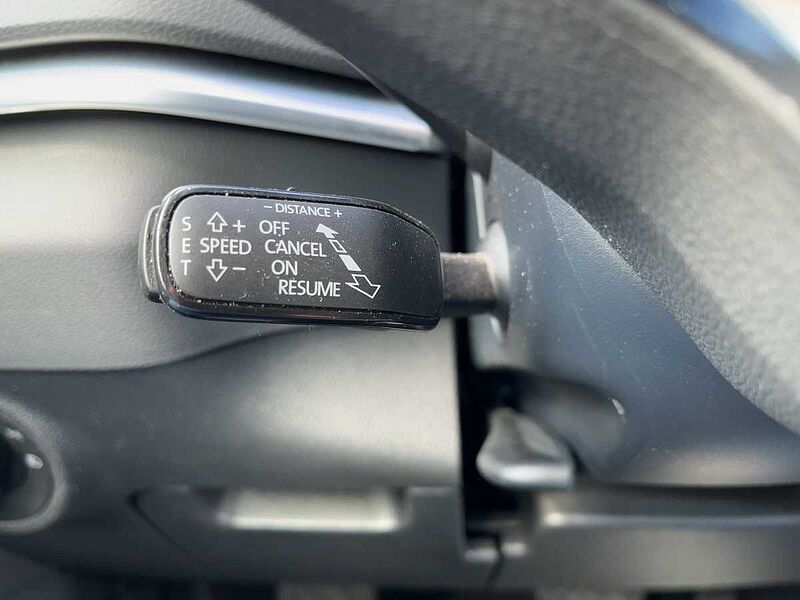 − DISTANCE +
S + OFF
E SPEED CANCEL
T − ON
RESUME